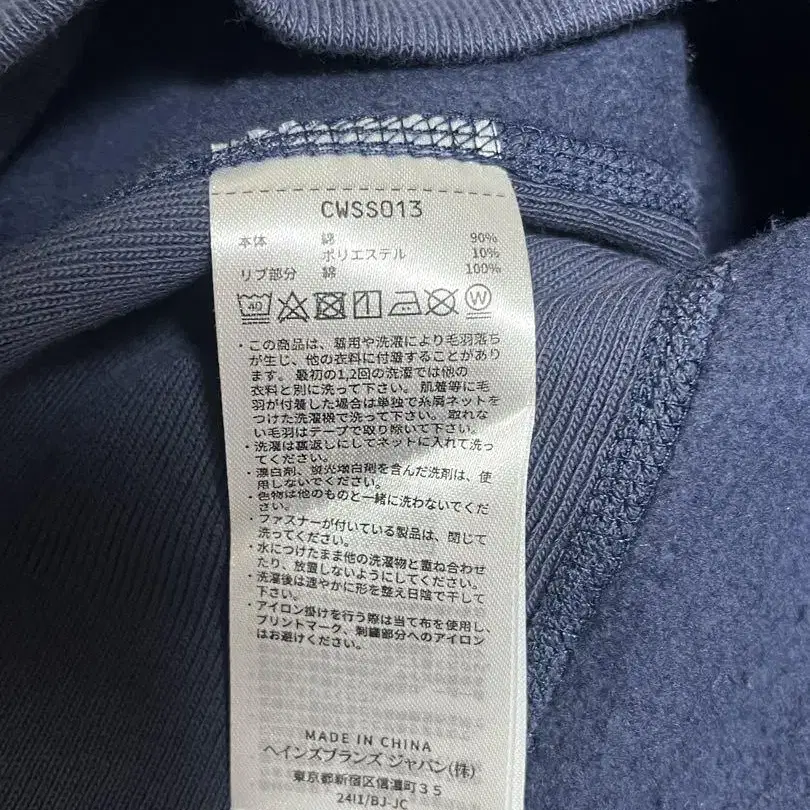 CWSS013
本体 綿 90%
ポリエステル 10%
リブ部分 綿 100%
40 W
・この商品は、着用や洗濯により毛羽落ち
が生じ、他の衣料に付着することがあり
ます。最初の1,2回の洗濯では他の
衣料と別に洗って下さい。肌着等に毛
羽が付着した場合は単独で糸屑ネットを
つけた洗濯機で洗って下さい。取れな
い毛羽はテープで取り除いて下さい。
・洗濯は裏返しにしてネットに入れて洗っ
てください。
・漂白剤、蛍光増白剤を含んだ洗剤は、使
用しないでください。
・色物は他のものと一緒に洗わないでくだ
さい。
・ファスナーが付いている製品は、閉じて
洗ってください。
・水につけたまま他の洗濯物と重ね合わせ
たり、放置しないようにしてください。
・洗濯後は速やかに形を整え日陰で干して
下さい。
・アイロン掛けを行う際は当て布を使用し、
プリントマーク、刺繍部分へのアイロン
はお避けください。
MADE IN CHINA
ヘインズブランズ ジャパン(株)
東京都新宿区信濃町35
24I1/BJ-JC